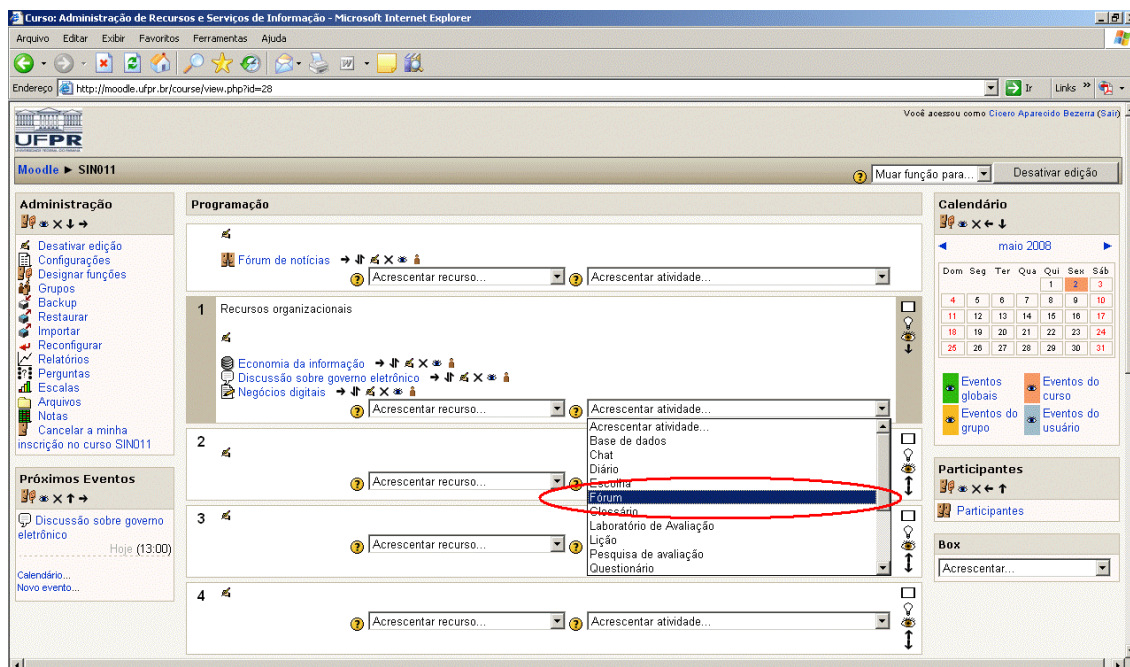 Curso: Administração de Recursos e Serviços de Informação - Microsoft Internet Explorer
Arquivo Editar Exibir Favoritos Ferramentas Ajuda
Endereço http://moodle.ufpr.br/course/view.php?id=28 Ir Links »
UFPR
Você acessou como Cicero Aparecido Bezerra (Sair)
Moodle ► SIN011
Muar função para... Desativar edição
Administração
Desativar edição
Configurações
Designar funções
Grupos
Backup
Restaurar
Importar
Reconfigurar
Relatórios
Perguntas
Escalas
Arquivos
Notas
Cancelar a minha
inscrição no curso SIN011
Próximos Eventos
Discussão sobre governo
eletrônico
Hoje (13:00)
Calendário...
Novo evento...
Programação
Fórum de notícias
Acrescentar recurso... Acrescentar atividade...
1 Recursos organizacionais
Economia da informação
Discussão sobre governo eletrônico
Negócios digitais
Acrescentar recurso... Acrescentar atividade...
Acrescentar atividade...
Base de dados
Chat
Diário
Escolha
Fórum
Glossário
Laboratório de Avaliação
Lição
Pesquisa de avaliação
Questionário
2
Acrescentar recurso...
3
Acrescentar recurso...
4
Acrescentar recurso... Acrescentar atividade...
Calendário
maio 2008
Dom Seg Ter Qua Qui Sex Sáb
1 2 3
4 5 6 7 8 9 10
11 12 13 14 15 16 17
18 19 20 21 22 23 24
25 26 27 28 29 30 31
Eventos globais
Eventos do curso
Eventos do grupo
Eventos do usuário
Participantes
Participantes
Box
Acrescentar...